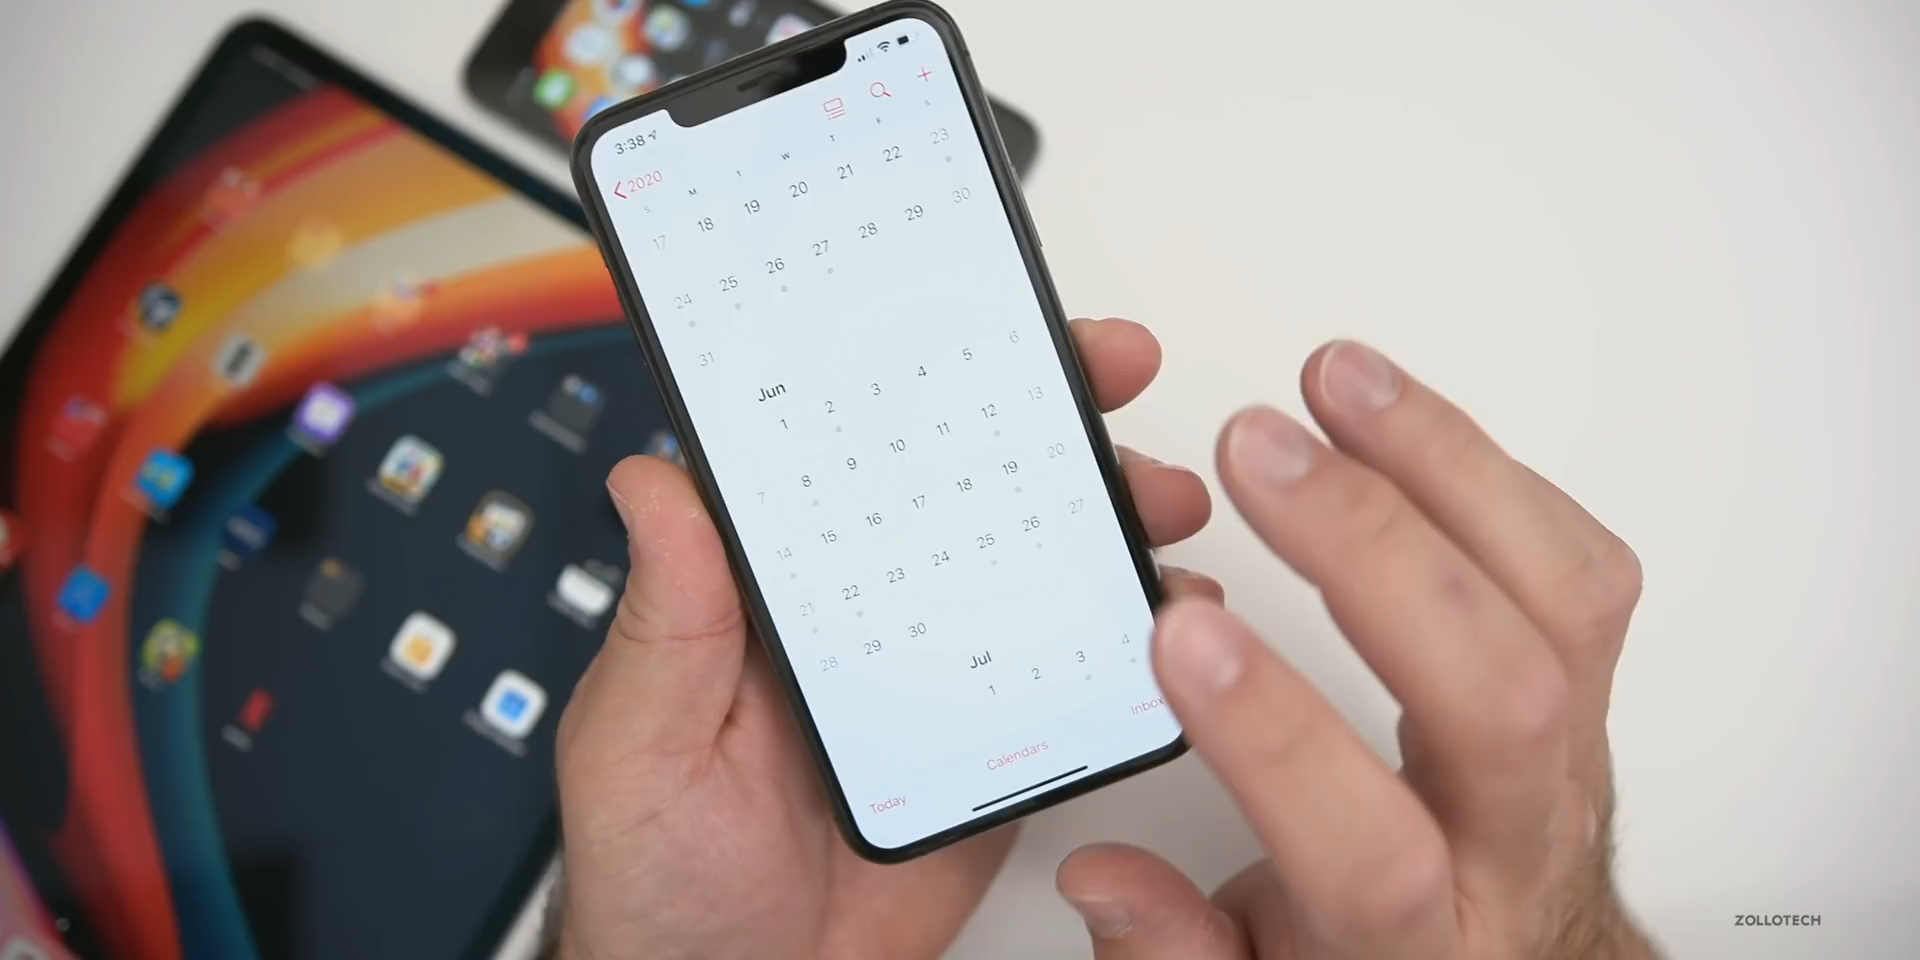 3:38
2020
S M T W T F S
17 18 19 20 21 22 23
24 25 26 27 28 29 30
31
Jun
1 2 3 4 5 6
7 8 9 10 11 12 13
14 15 16 17 18 19 20
21 22 23 24 25 26 27
28 29 30
Jul
1 2 3 4
Today Calendars Inbox
ZOLLOTECH